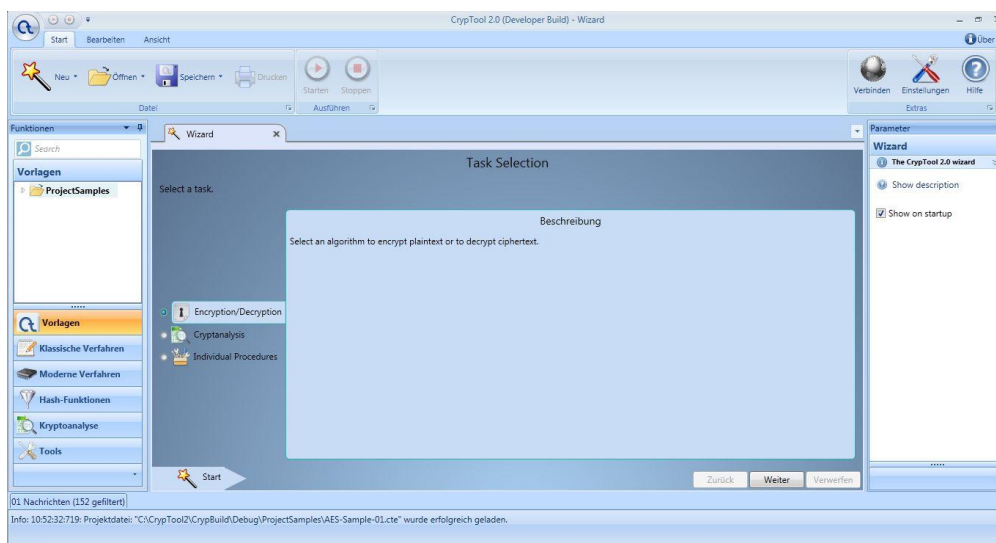 CrypTool 2.0 (Developer Build) - Wizard
Start Bearbeiten Ansicht
Über
Neu Öffnen Speichern Drucken
Starten Stoppen
Verbinden Einstellungen Hilfe
Datei
Ausführen
Extras
Funktionen
Search
Vorlagen
ProjectSamples
Vorlagen
Klassische Verfahren
Moderne Verfahren
Hash-Funktionen
Kryptoanalyse
Tools
Wizard
Task Selection
Select a task.
Encryption/Decryption
Cryptanalysis
Individual Procedures
Beschreibung
Select an algorithm to encrypt plaintext or to decrypt ciphertext.
Start
Zurück Weiter Verwerfen
Parameter
Wizard
The CrypTool 2.0 wizard
Show description
Show on startup
01 Nachrichten (152 gefiltert)
Info: 10:52:32:719: Projektdatei: "C:\CrypTool2\CrypBuild\Debug\ProjectSamples\AES-Sample-01.cte" wurde erfolgreich geladen.